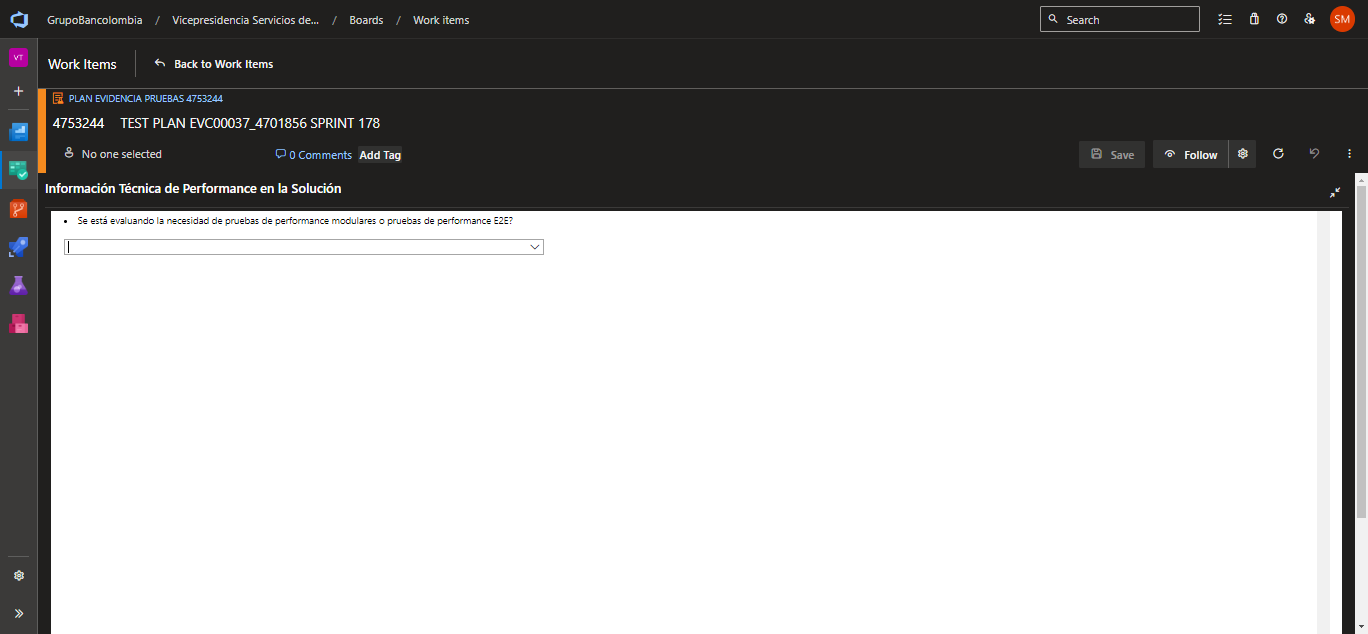 GrupoBancolombia / Vicepresidencia Servicios de... / Boards / Work items
Search
SM
VT
Work Items
Back to Work Items
PLAN EVIDENCIA PRUEBAS 4753244
4753244 TEST PLAN EVC00037_4701856 SPRINT 178
No one selected
0 Comments
Add Tag
Save
Follow
Información Técnica de Performance en la Solución
• Se está evaluando la necesidad de pruebas de performance modulares o pruebas de performance E2E?